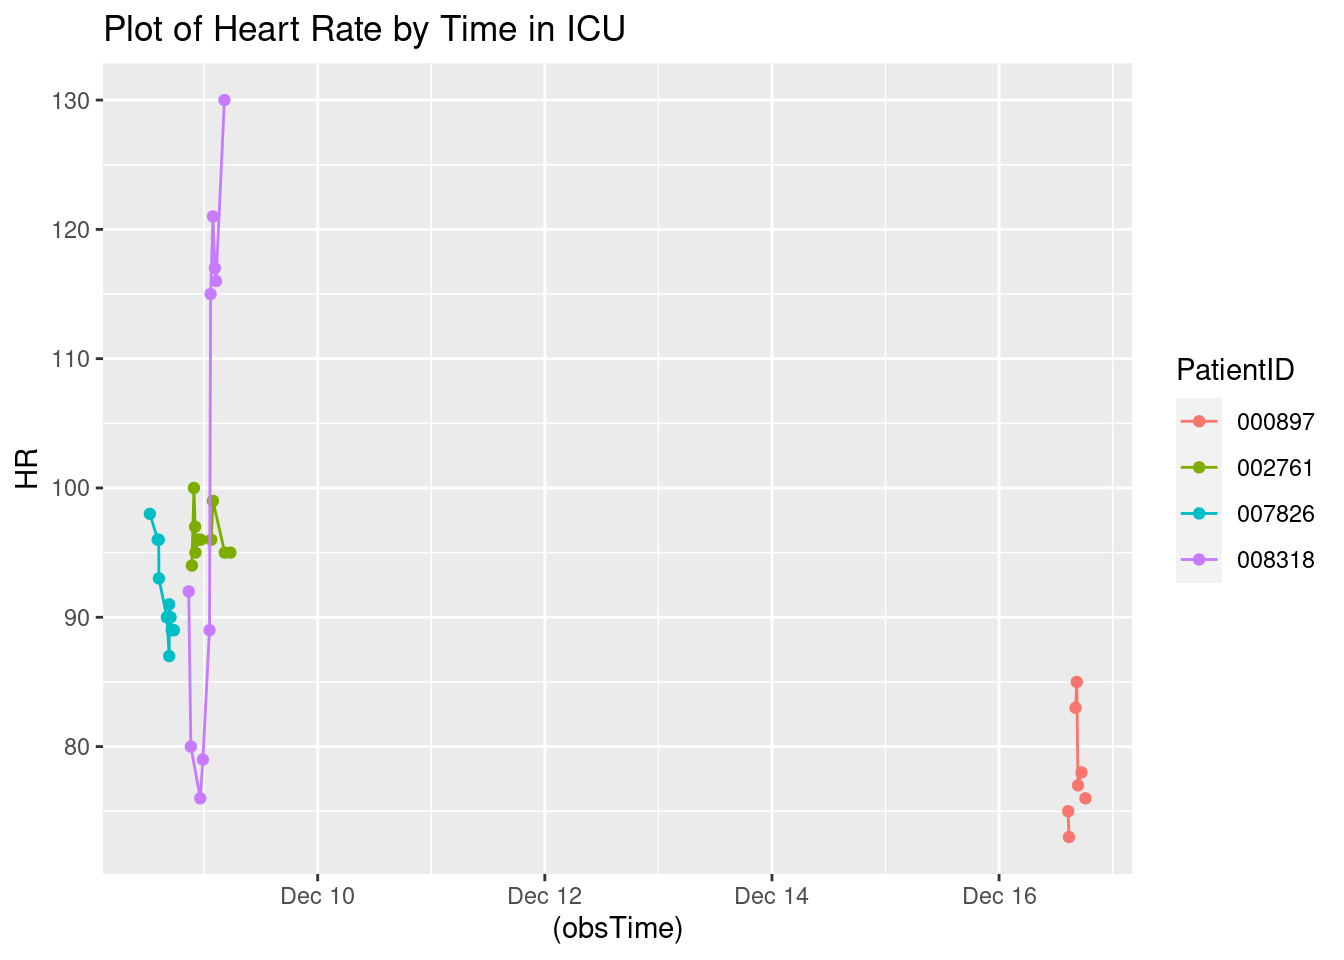 Plot of Heart Rate by Time in ICU
130
120
110
100
90
80
HR
Dec 10 Dec 12 Dec 14 Dec 16
(obsTime)
PatientID
000897
002761
007826
008318